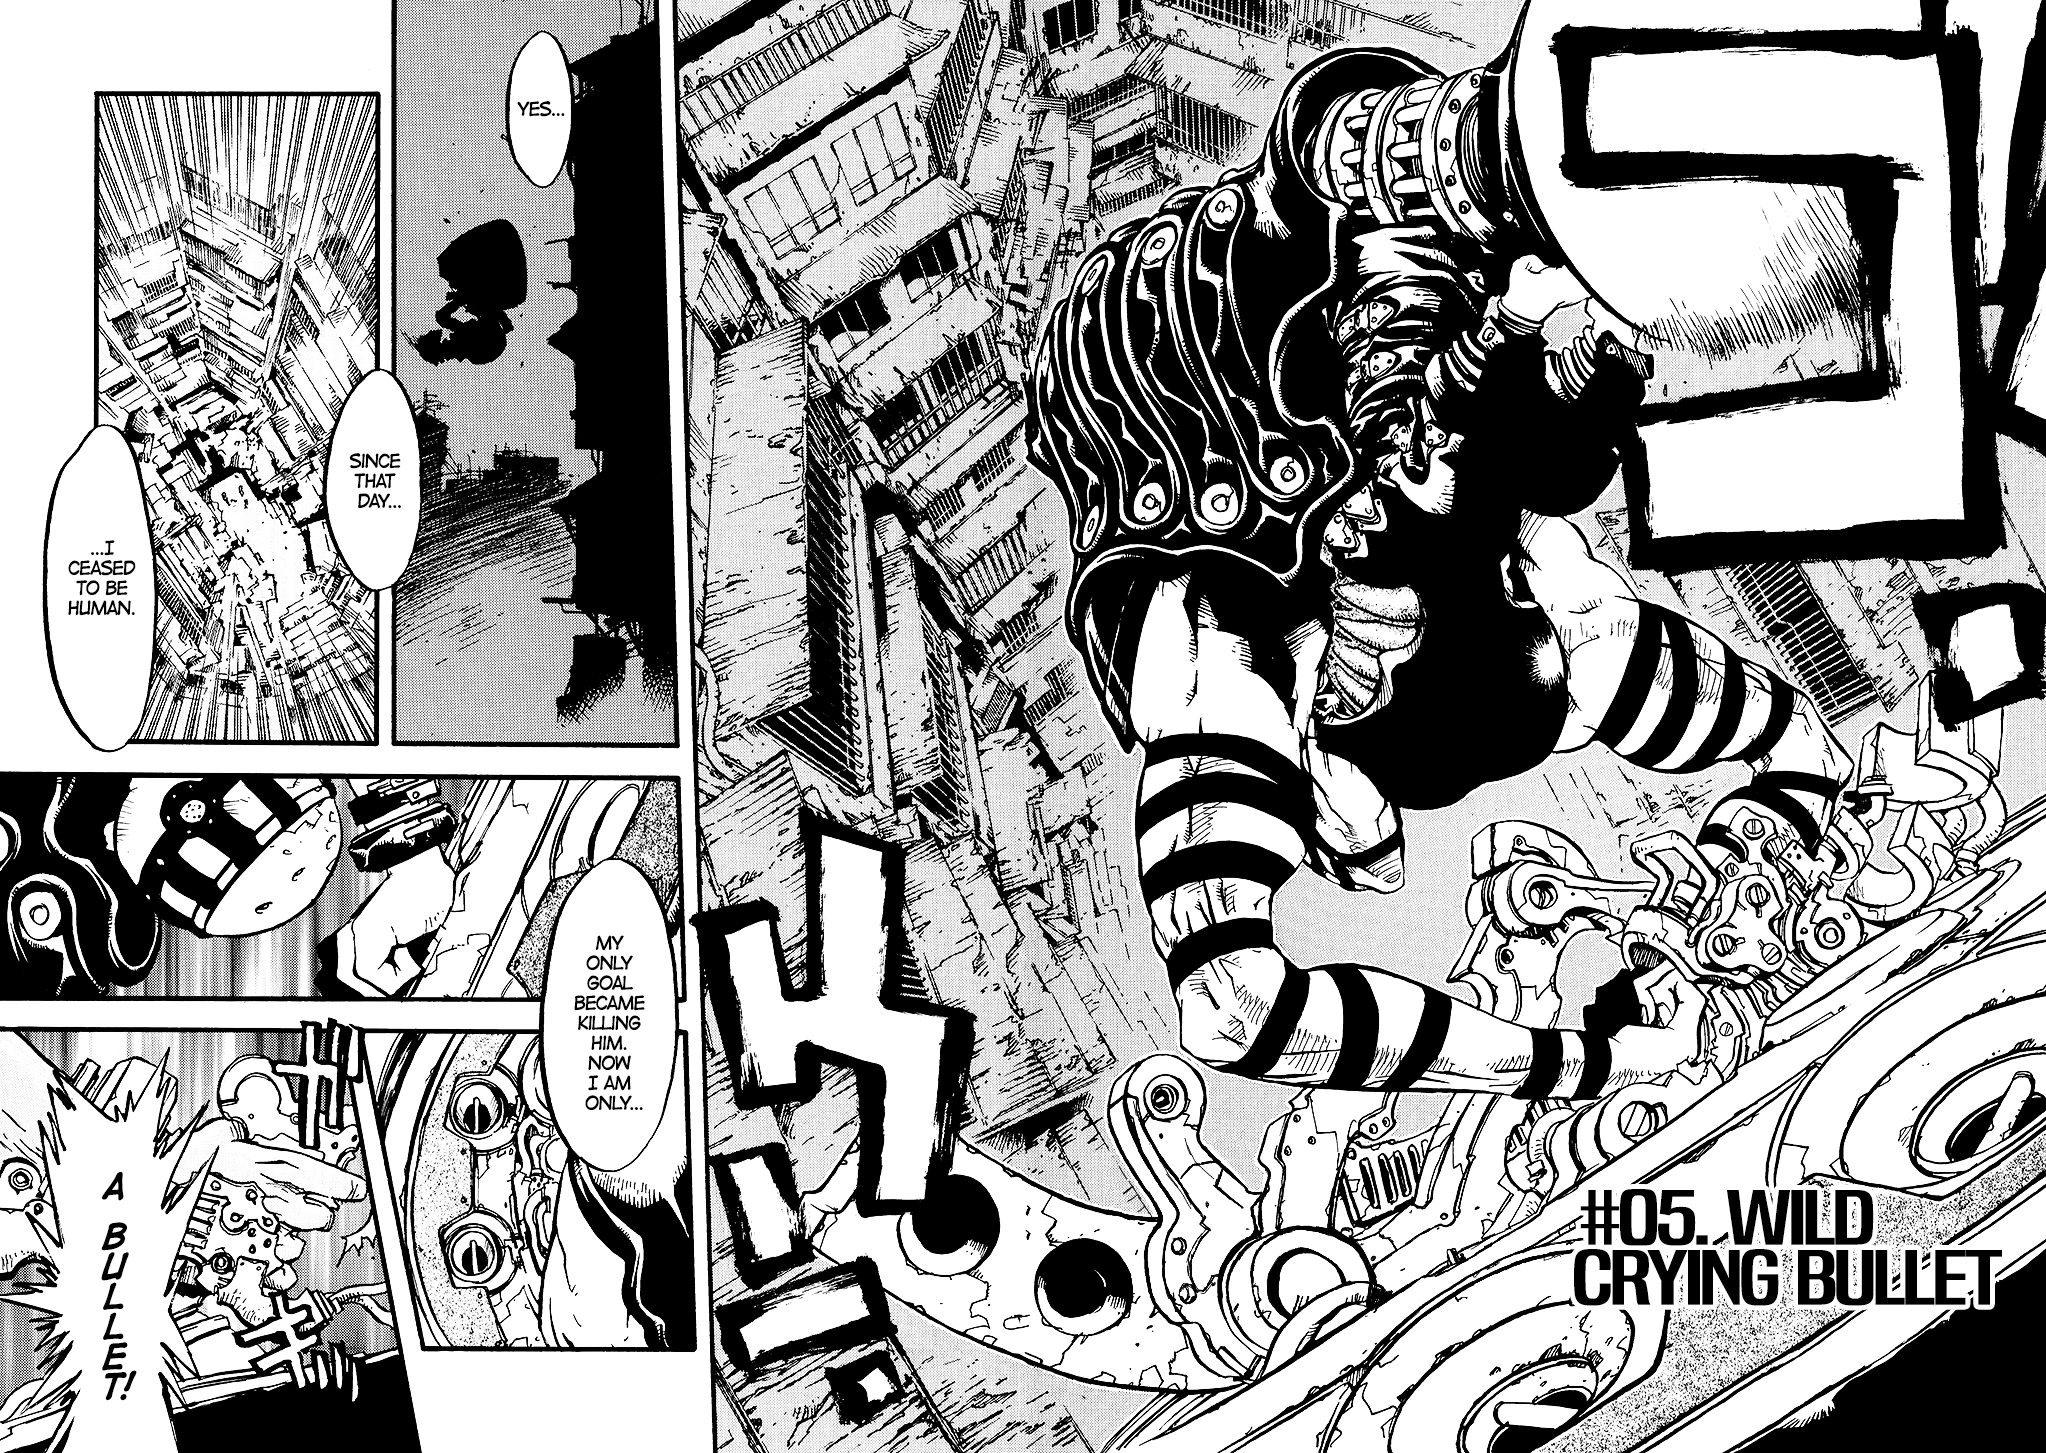 #05. WILD
CRYING BULLET
YES...
SINCE
THAT
DAY...
...I
CEASED
TO BE
HUMAN.
MY
ONLY
GOAL
BECAME
KILLING
HIM.
NOW
I AM
ONLY...
A BULLET!